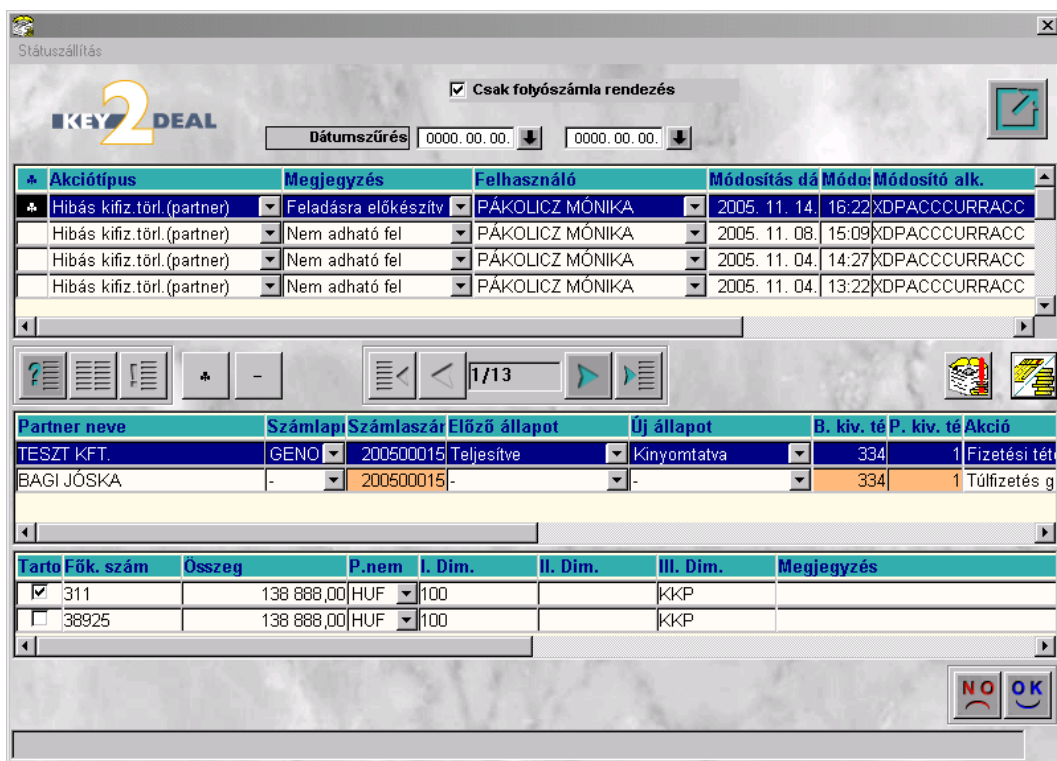 Státuszállítás
Csak folyószámla rendezés
KEY 2 DEAL
Dátumszűrés 0000. 00. 00. 0000. 00. 00.
Akciótípus Megjegyzés Felhasználó Módosítás dá Módo Módosító alk.
Hibás kifiz.törl.(partner) Feladásra előkészítv PÁKOLICZ MÓNIKA 2005. 11. 14. 16:22 XDPACCCURRACC
Hibás kifiz.törl.(partner) Nem adható fel PÁKOLICZ MÓNIKA 2005. 11. 08. 15:09 XDPACCCURRACC
Hibás kifiz.törl.(partner) Nem adható fel PÁKOLICZ MÓNIKA 2005. 11. 04. 14:27 XDPACCCURRACC
Hibás kifiz.törl.(partner) Nem adható fel PÁKOLICZ MÓNIKA 2005. 11. 04. 13:22 XDPACCCURRACC
1/13
Partner neve Számlap Számlaszár Előző állapot Új állapot B. kiv. té P. kiv. té Akció
TESZT KFT. GENO 200500015 Teljesítve Kinyomtatva 334 1 Fizetési tét
BAGI JÓSKA - 200500015 - - 334 1 Túlfizetés g
Tarto Fők. szám Összeg P.nem I. Dim. II. Dim. III. Dim. Megjegyzés
311 138 888,00 HUF 100 KKP
38925 138 888,00 HUF 100 KKP
NO OK